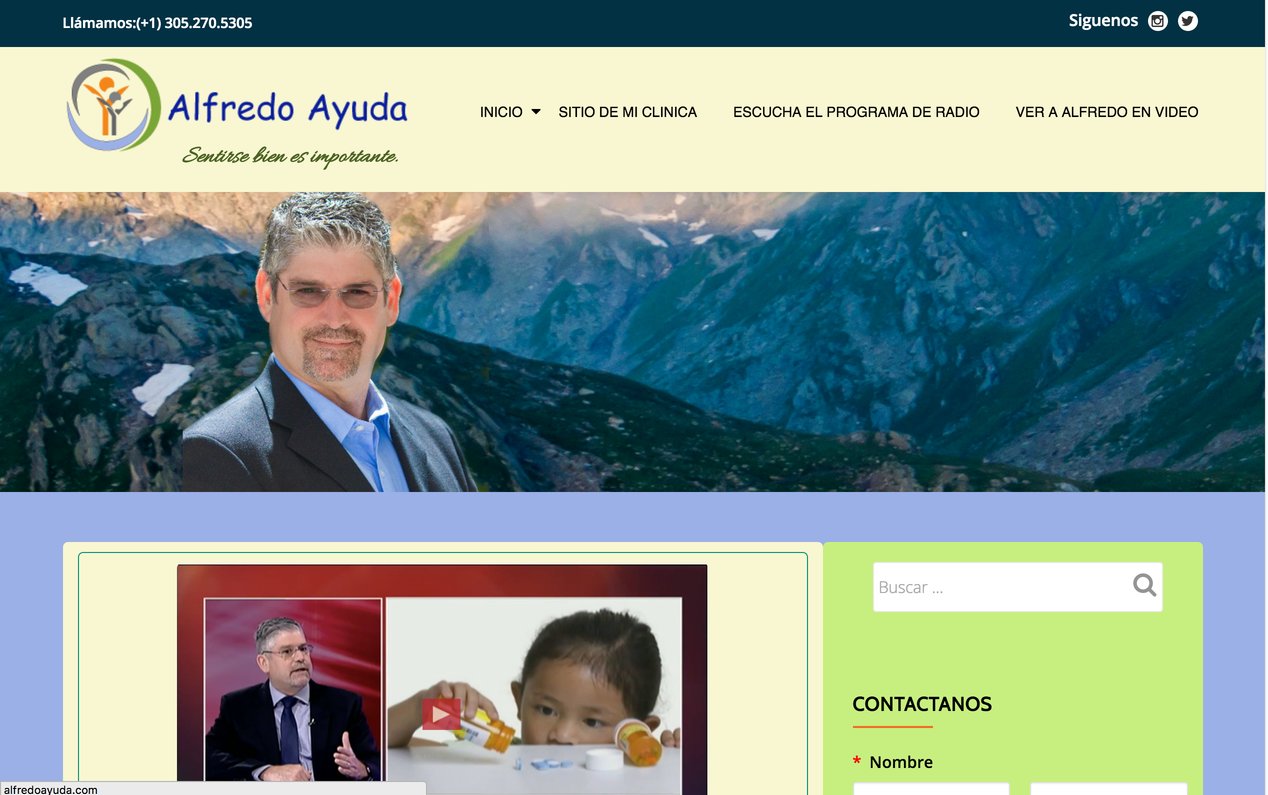 Llámamos:(+1) 305.270.5305
Siguenos
Alfredo Ayuda
Sentirse bien es importante.
INICIO
SITIO DE MI CLINICA
ESCUCHA EL PROGRAMA DE RADIO
VER A ALFREDO EN VIDEO
Buscar ...
CONTACTANOS
* Nombre
alfredoayuda.com